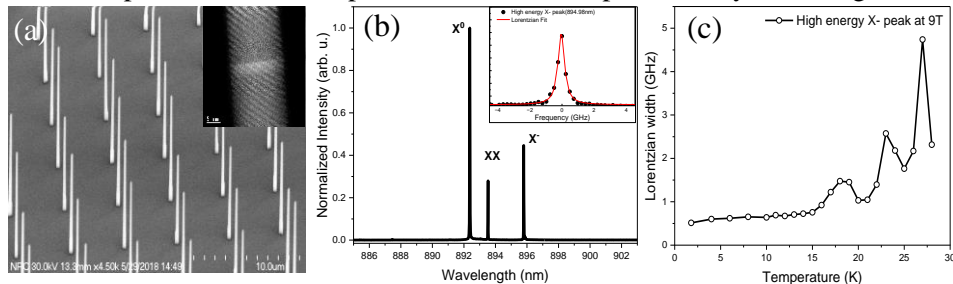 (a)
5 nm
NRC 30.0kV 13.3mm x4.50k 5/29/2018 14:49
10.0um
(b)
Normalized Intensity (arb. u.)
1.0
0.8
0.6
0.4
0.2
0.0
X⁰
XX
X⁻
High energy X- peak(894.98nm)
Lorentzian Fit
-4 -2 0 2 4
Frequency (GHz)
886 888 890 892 894 896 898 900 902
Wavelength (nm)
(c)
High energy X- peak at 9T
Lorentzian width (GHz)
5
4
3
2
1
0
0 5 10 15 20 25 30
Temperature (K)